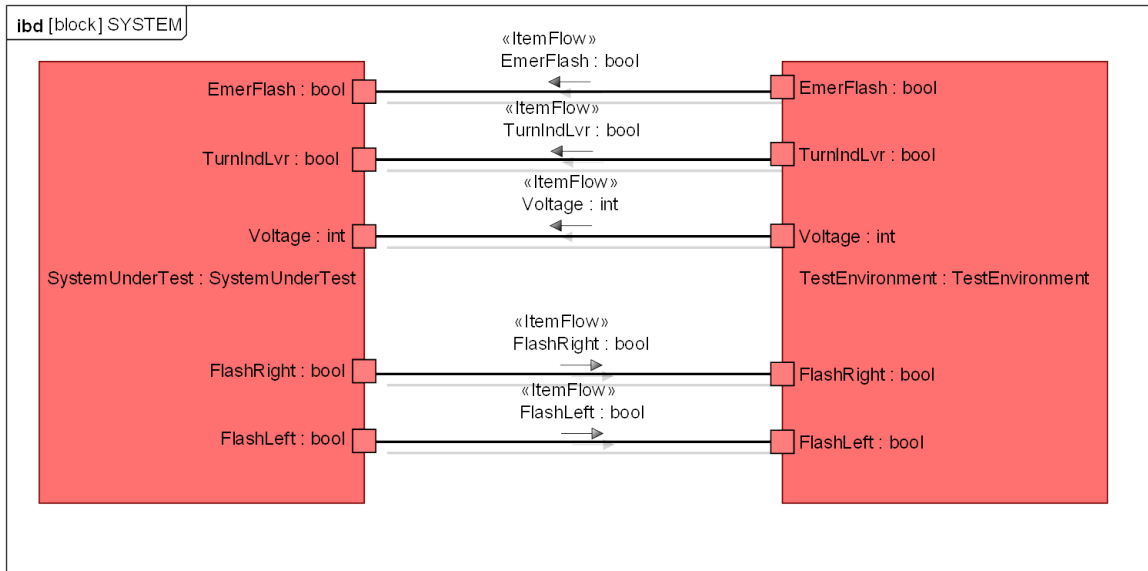 ibd [block] SYSTEM
«ItemFlow»
EmerFlash : bool
EmerFlash : bool
EmerFlash : bool
«ItemFlow»
TurnIndLvr : bool
TurnIndLvr : bool
TurnIndLvr : bool
«ItemFlow»
Voltage : int
Voltage : int
Voltage : int
SystemUnderTest : SystemUnderTest
TestEnvironment : TestEnvironment
«ItemFlow»
FlashRight : bool
FlashRight : bool
FlashRight : bool
«ItemFlow»
FlashLeft : bool
FlashLeft : bool
FlashLeft : bool